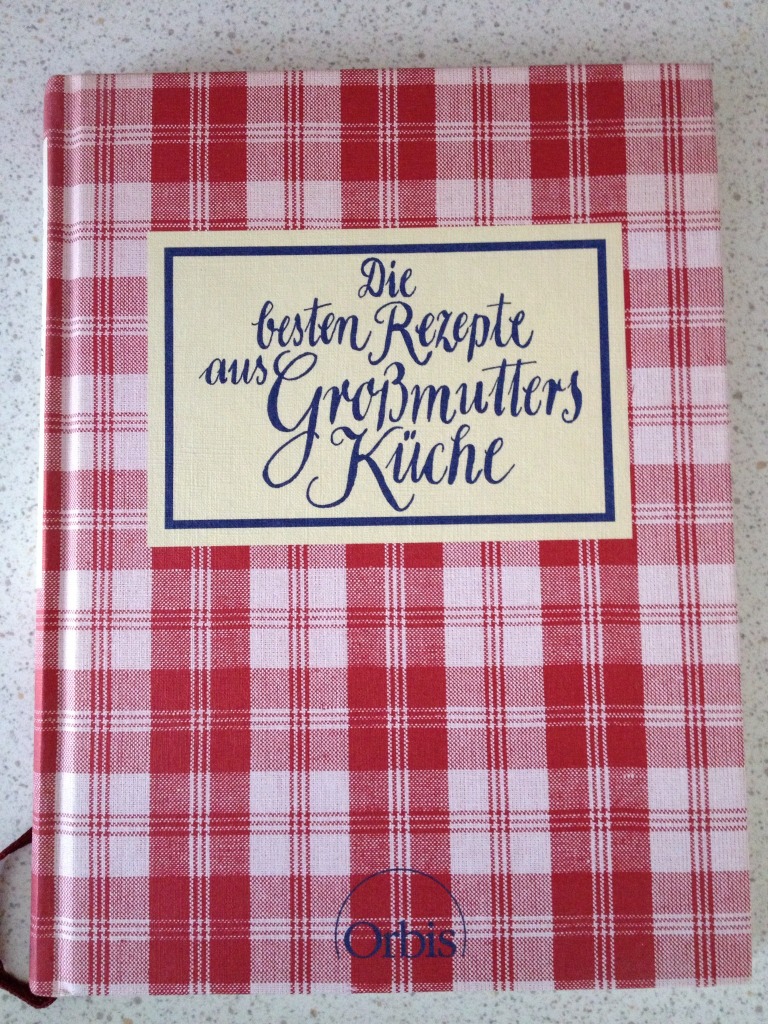 Die
besten Rezepte
aus Großmutters
Küche
Orbis